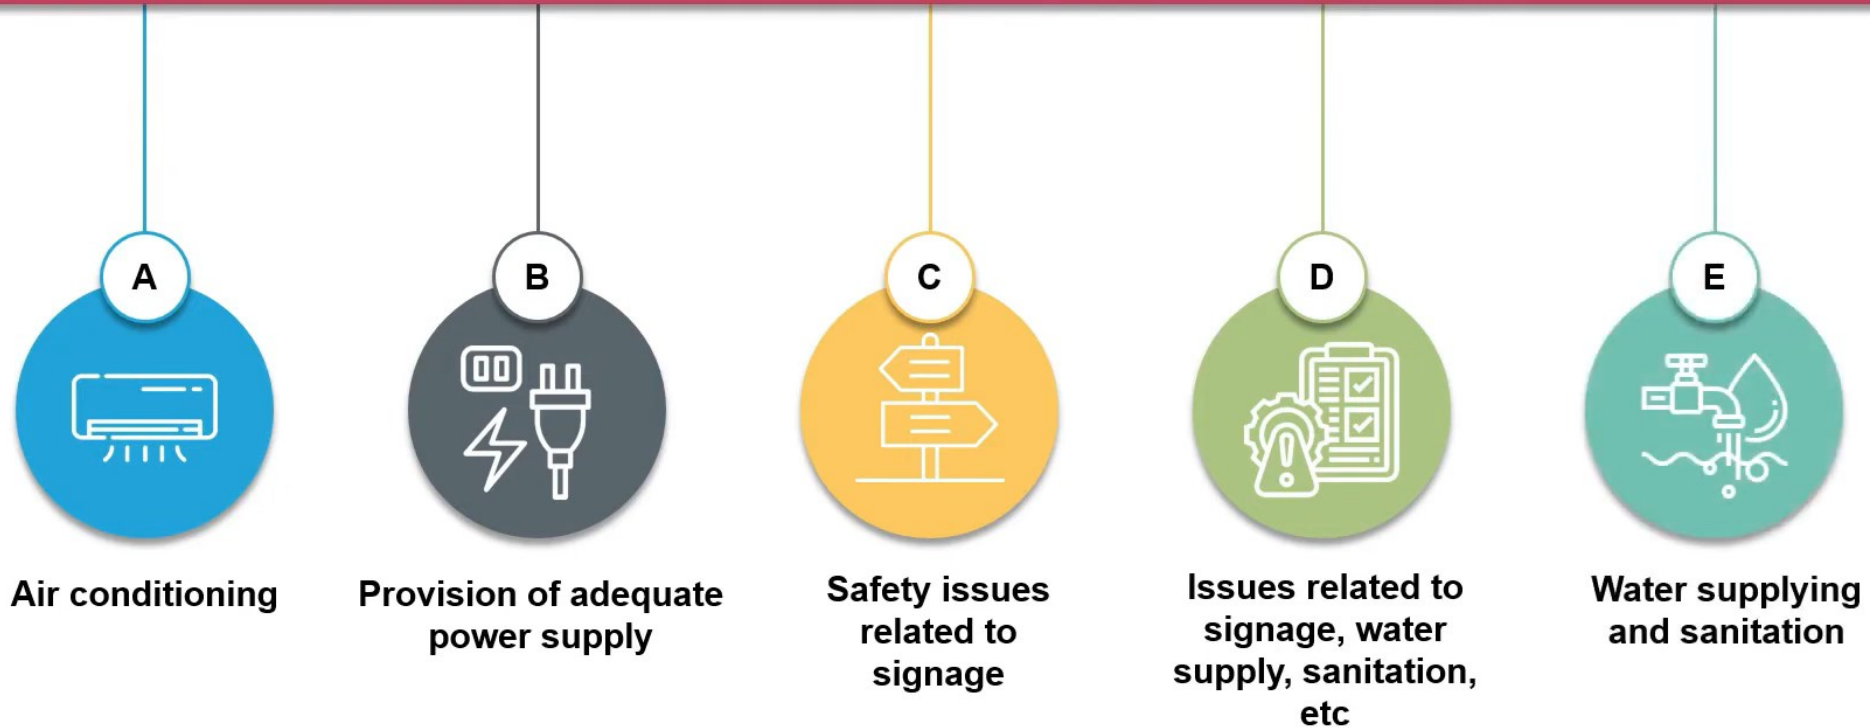 A
B
C
D
E
Air conditioning
Provision of adequate
power supply
Safety issues
related to
signage
Issues related to
signage, water
supply, sanitation,
etc
Water supplying
and sanitation